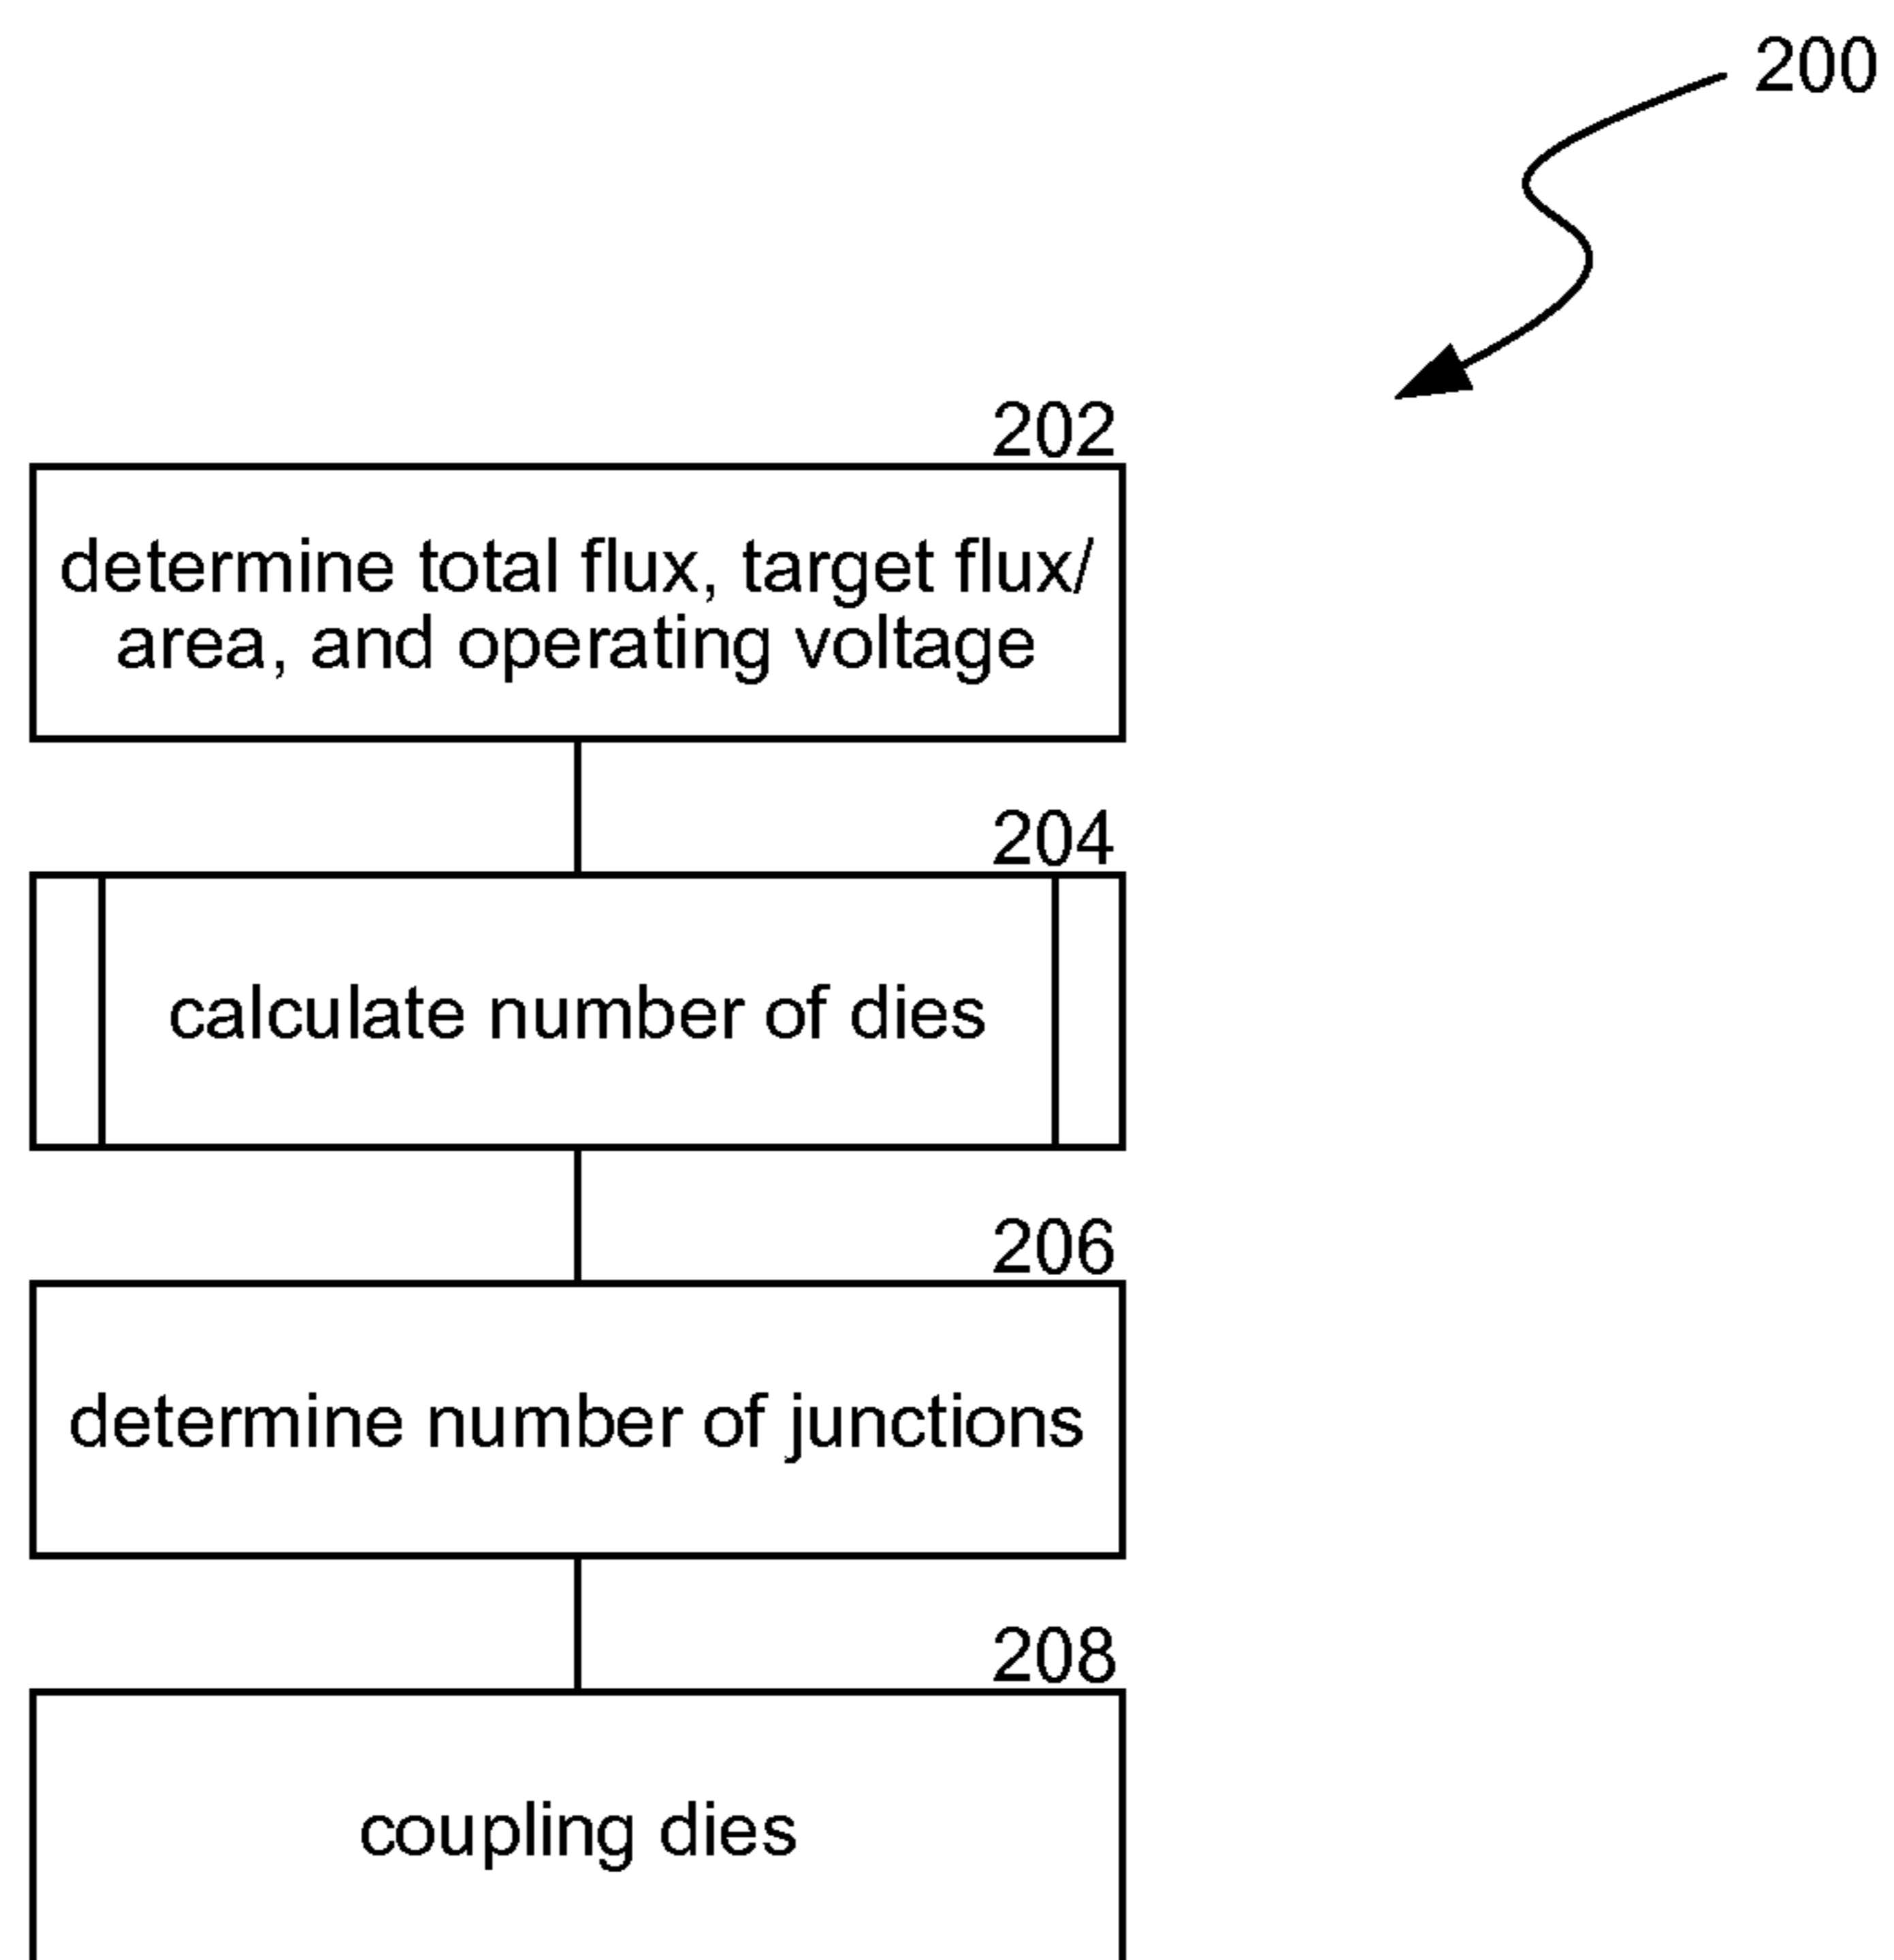 200
202
determine total flux, target flux/
area, and operating voltage
204
calculate number of dies
206
determine number of junctions
208
coupling dies